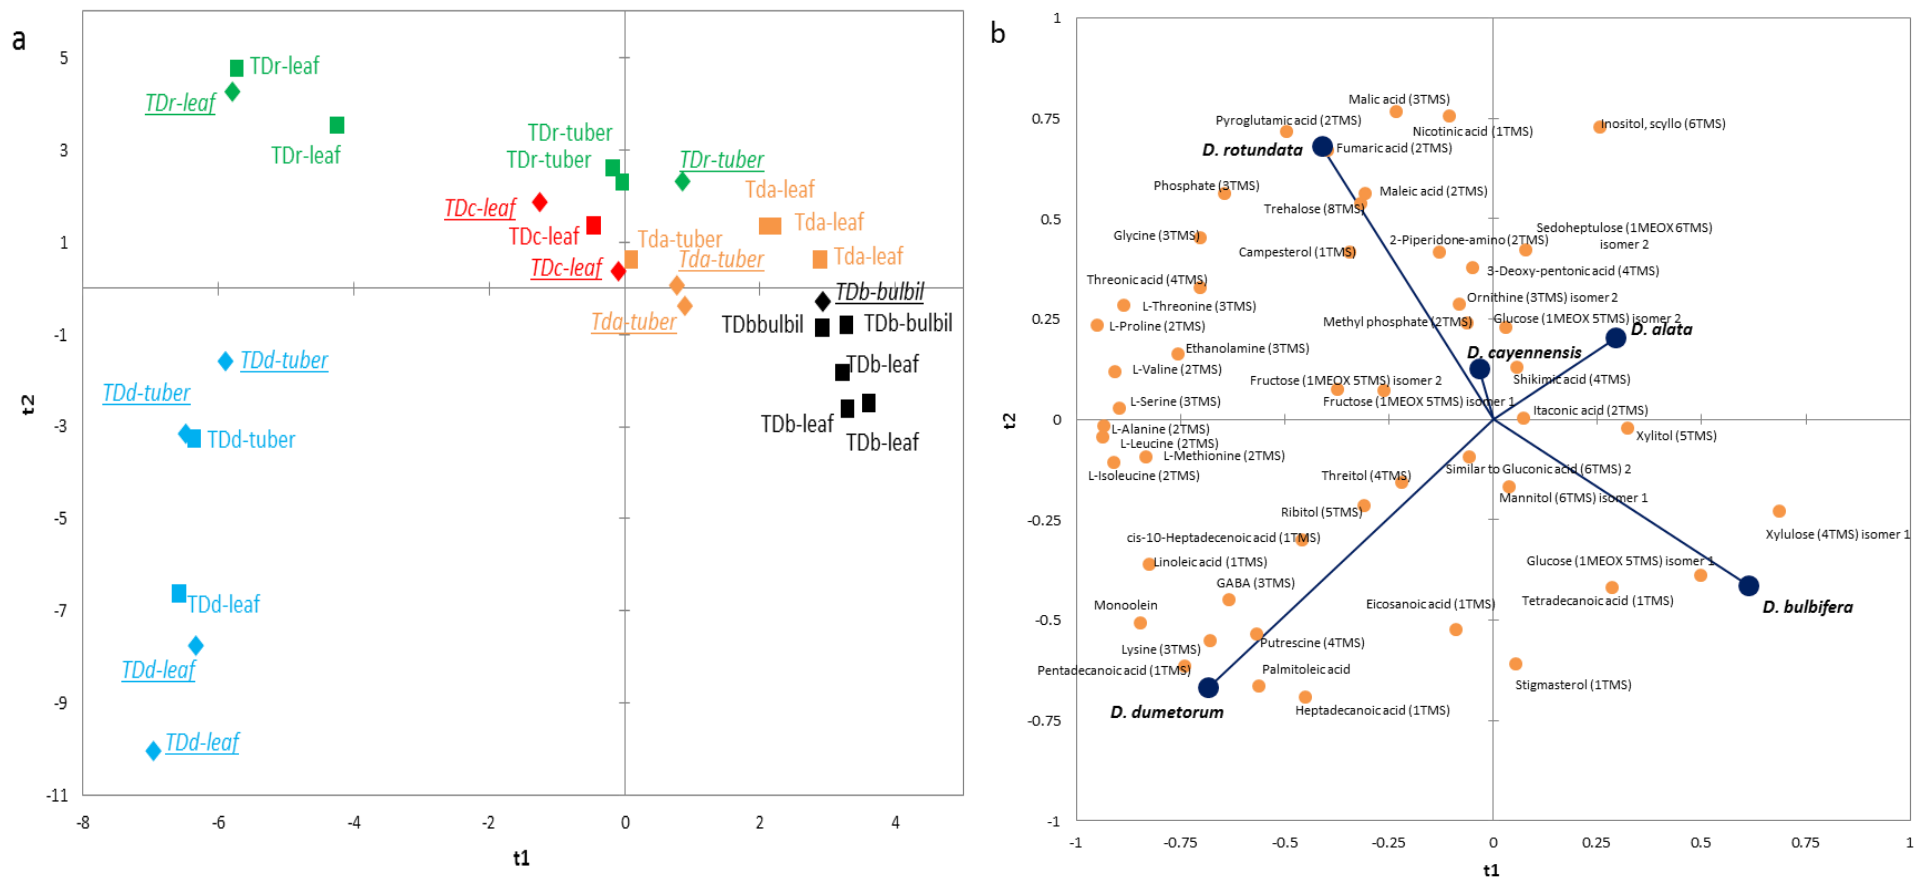 a
5
TDr-leaf
TDr-leaf
TDr-leaf
3
TDr-tuber
TDr-tuber
TDr-tuber
Tda-leaf
TDc-leaf
Tda-leaf
1
TDc-leaf
Tda-tuber
Tda-leaf
TDc-leaf
Tda-tuber
TDb-bulbil
Tda-tuber
TDbbulbil
TDb-bulbil
-1
TDd-tuber
TDb-leaf
TDd-tuber
t2
-3
TDb-leaf
TDd-tuber
TDb-leaf
-5
TDd-leaf
-7
TDd-leaf
-9
TDd-leaf
-11
-8
-6
-4
-2
0
2
4
t1
b
1
Malic acid (3TMS)
0.75
Pyroglutamic acid (2TMS)
Nicotinic acid (1TMS)
Inositol, scyllo (6TMS)
D. rotundata
Fumaric acid (2TMS)
Phosphate (3TMS)
Maleic acid (2TMS)
Trehalose (8TMS)
0.5
Glycine (3TMS)
Campesterol (1TMS)
2-Piperidone-amino (2TMS)
Sedoheptulose (1MEOX 6TMS)
isomer 2
3-Deoxy-pentonic acid (4TMS)
Threonic acid (4TMS)
L-Threonine (3TMS)
Ornithine (3TMS) isomer 2
0.25
L-Proline (2TMS)
Methyl phosphate (2TMS)
Glucose (1MEOX 5TMS) isomer 2
D. alata
Ethanolamine (3TMS)
D. cayennensis
L-Valine (2TMS)
Fructose (1MEOX 5TMS) isomer 2
Shikimic acid (4TMS)
L-Serine (3TMS)
Fructose (1MEOX 5TMS) isomer 1
Itaconic acid (2TMS)
t2
0
L-Alanine (2TMS)
Xylitol (5TMS)
L-Leucine (2TMS)
L-Methionine (2TMS)
L-Isoleucine (2TMS)
Threitol (4TMS)
Similar to Gluconic acid (6TMS) 2
Mannitol (6TMS) isomer 1
Ribitol (5TMS)
-0.25
cis-10-Heptadecenoic acid (1TMS)
Xylulose (4TMS) isomer 1
Linoleic acid (1TMS)
Glucose (1MEOX 5TMS) isomer 1
GABA (3TMS)
Monoolein
Eicosanoic acid (1TMS)
Tetradecanoic acid (1TMS)
D. bulbifera
-0.5
Lysine (3TMS)
Putrescine (4TMS)
Pentadecanoic acid (1TMS)
Palmitoleic acid
Stigmasterol (1TMS)
D. dumetorum
Heptadecanoic acid (1TMS)
-0.75
-1
-1
-0.75
-0.5
-0.25
0
0.25
0.5
0.75
1
t1